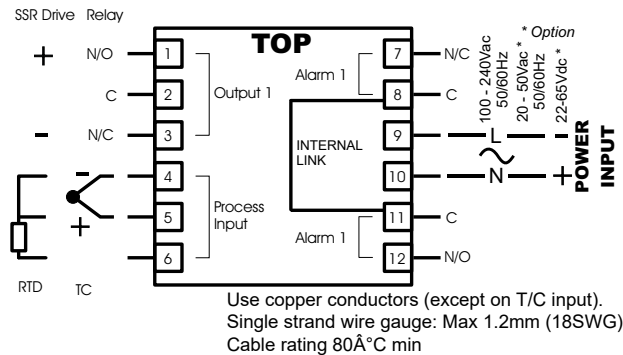 SSR Drive Relay
TOP
* Option
+ N/O 1
C 2
- N/C 3
Output 1
- 4
+ 5
6
Process
Input
RTD TC
Alarm 1
7 N/C
8 C
INTERNAL
LINK
9 L -
10 N +
11 C
Alarm 1
12 N/O
100 - 240Vac
50/60Hz
20 - 50Vac *
50/60Hz
22-65Vdc *
POWER
INPUT
Use copper conductors (except on T/C input).
Single strand wire gauge: Max 1.2mm (18SWG)
Cable rating 80Â°C min